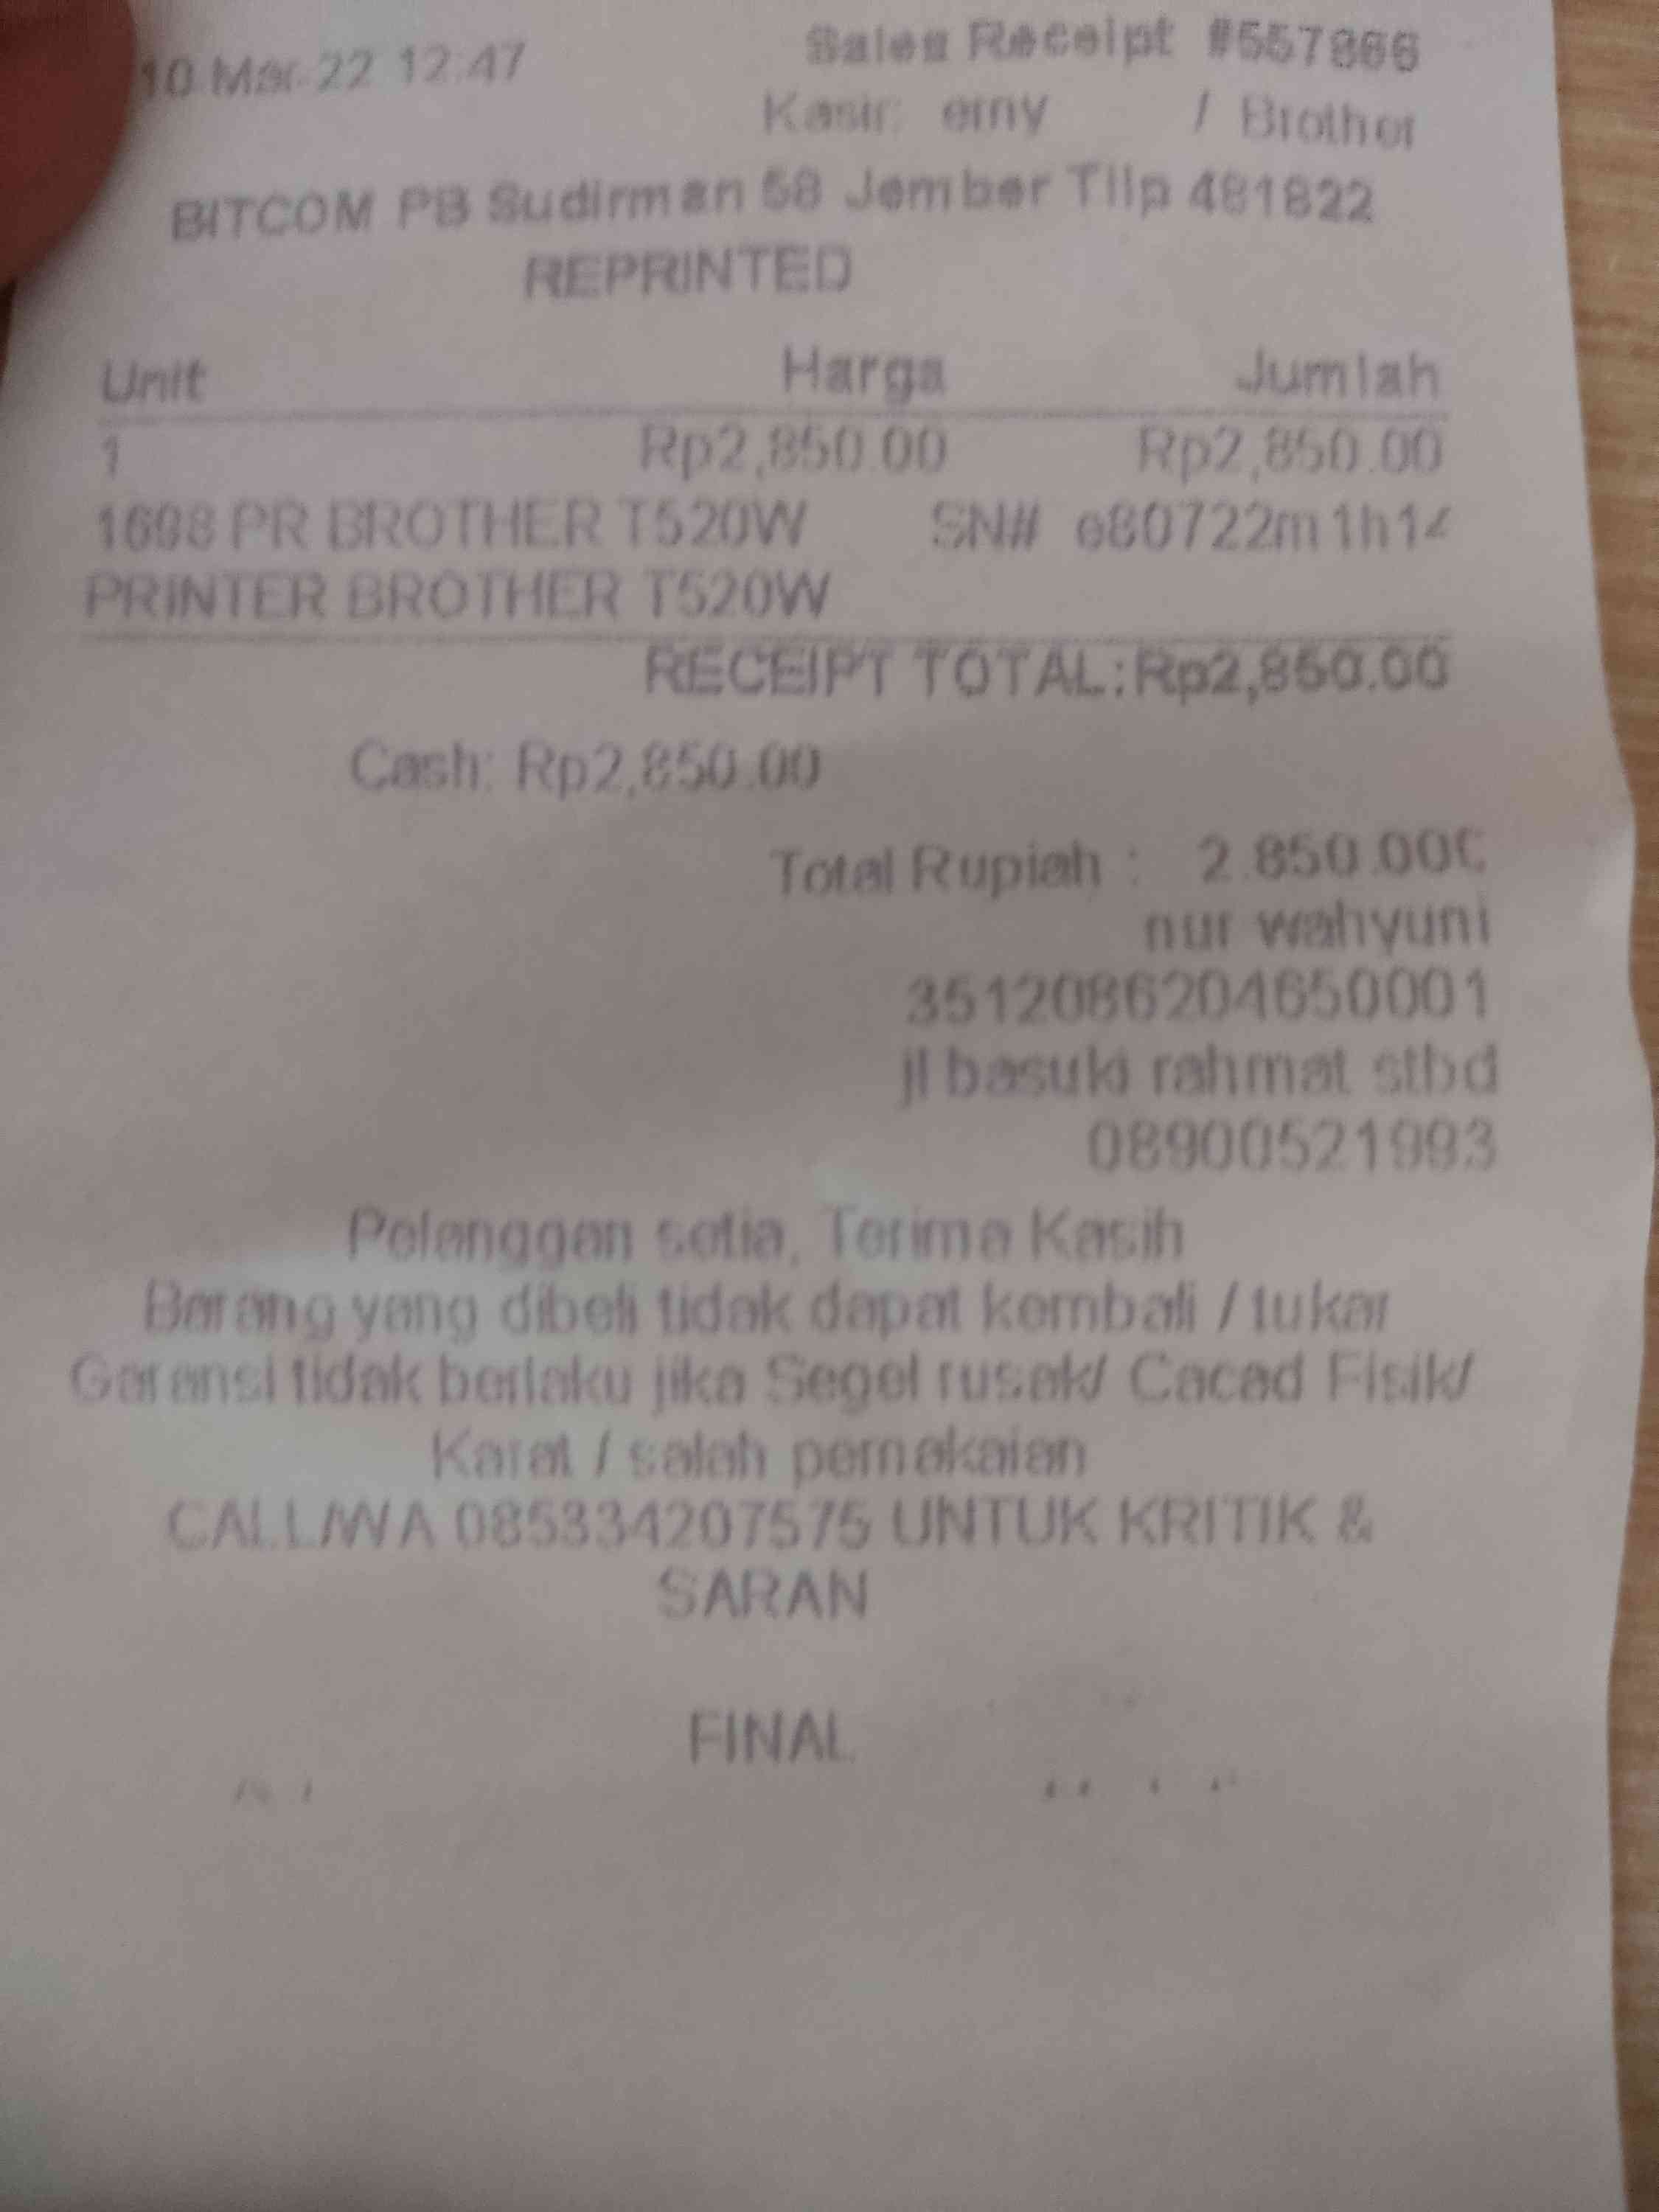 10 Mar 22 12:47 Sales Receipt #557866
Kasir: erny / Brother
BITCOM PB Sudirman 58 Jember Tllp 481822
REPRINTED
Unit Harga Jumlah
1 Rp2,850.00 Rp2,850.00
1698 PR BROTHER T520W SN# e80722m1h14
PRINTER BROTHER T520W
RECEIPT TOTAL: Rp2,850.00
Cash: Rp2,850.00
Total Rupiah : 2.850.000
nur wahyuni
3512086204650001
jl basuki rahmat stbd
08900521993
Pelanggan setia, Terima Kasih
Barang yang dibeli tidak dapat kembali / tukar
Garansi tidak berlaku jika Segel rusak/ Cacad Fisik/
Karat / salah pemakaian
CALL/WA 085334207575 UNTUK KRITIK &
SARAN
FINAL